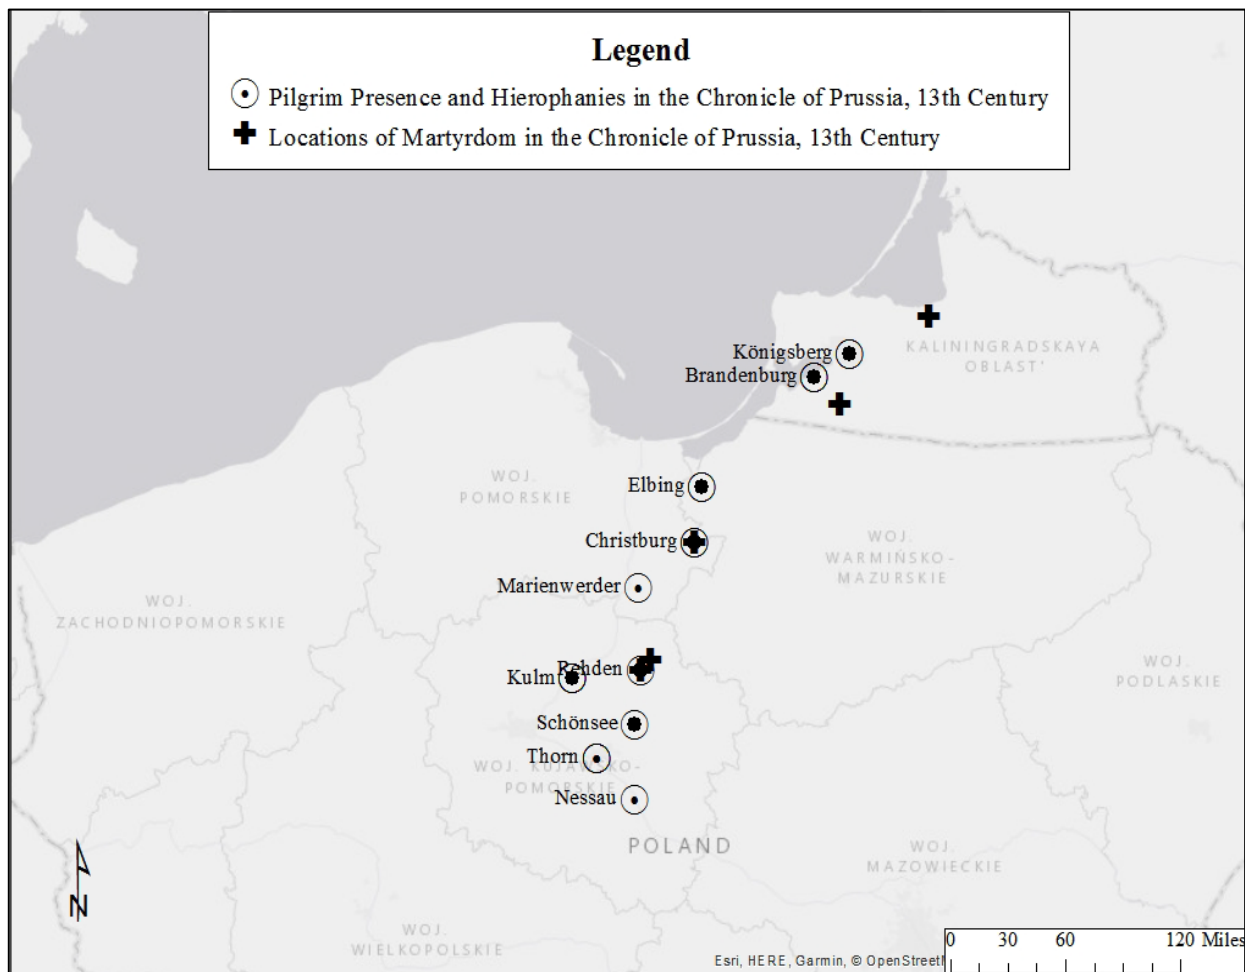 Legend
Pilgrim Presence and Hierophanies in the Chronicle of Prussia, 13th Century
Locations of Martyrdom in the Chronicle of Prussia, 13th Century
Königsberg
KALININGRADSKAYA
OBLAST'
Brandenburg
WOJ.
POMORSKIE
Elbing
Christburg
WOJ.
WARMIŃSKO-
MAZURSKIE
Marienwerder
WOJ.
ZACHODNIOPOMORSKIE
Rehden
Kulm
WOJ.
PODLASKIE
Schönsee
Thorn
WOJ. KUJAWSKO-
POMORSKIE
Nessau
POLAND
WOJ.
MAZOWIECKIE
N
WOJ.
WIELKOPOLSKIE
0 30 60 120 Miles
Esri, HERE, Garmin, © OpenStreet